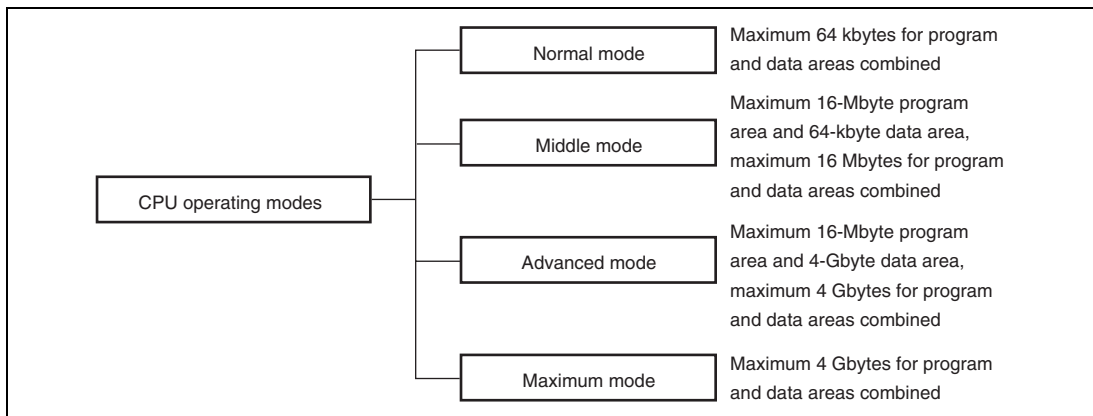 CPU operating modes
Normal mode
Maximum 64 kbytes for program
and data areas combined
Middle mode
Maximum 16-Mbyte program
area and 64-kbyte data area,
maximum 16 Mbytes for program
and data areas combined
Advanced mode
Maximum 16-Mbyte program
area and 4-Gbyte data area,
maximum 4 Gbytes for program
and data areas combined
Maximum mode
Maximum 4 Gbytes for program
and data areas combined